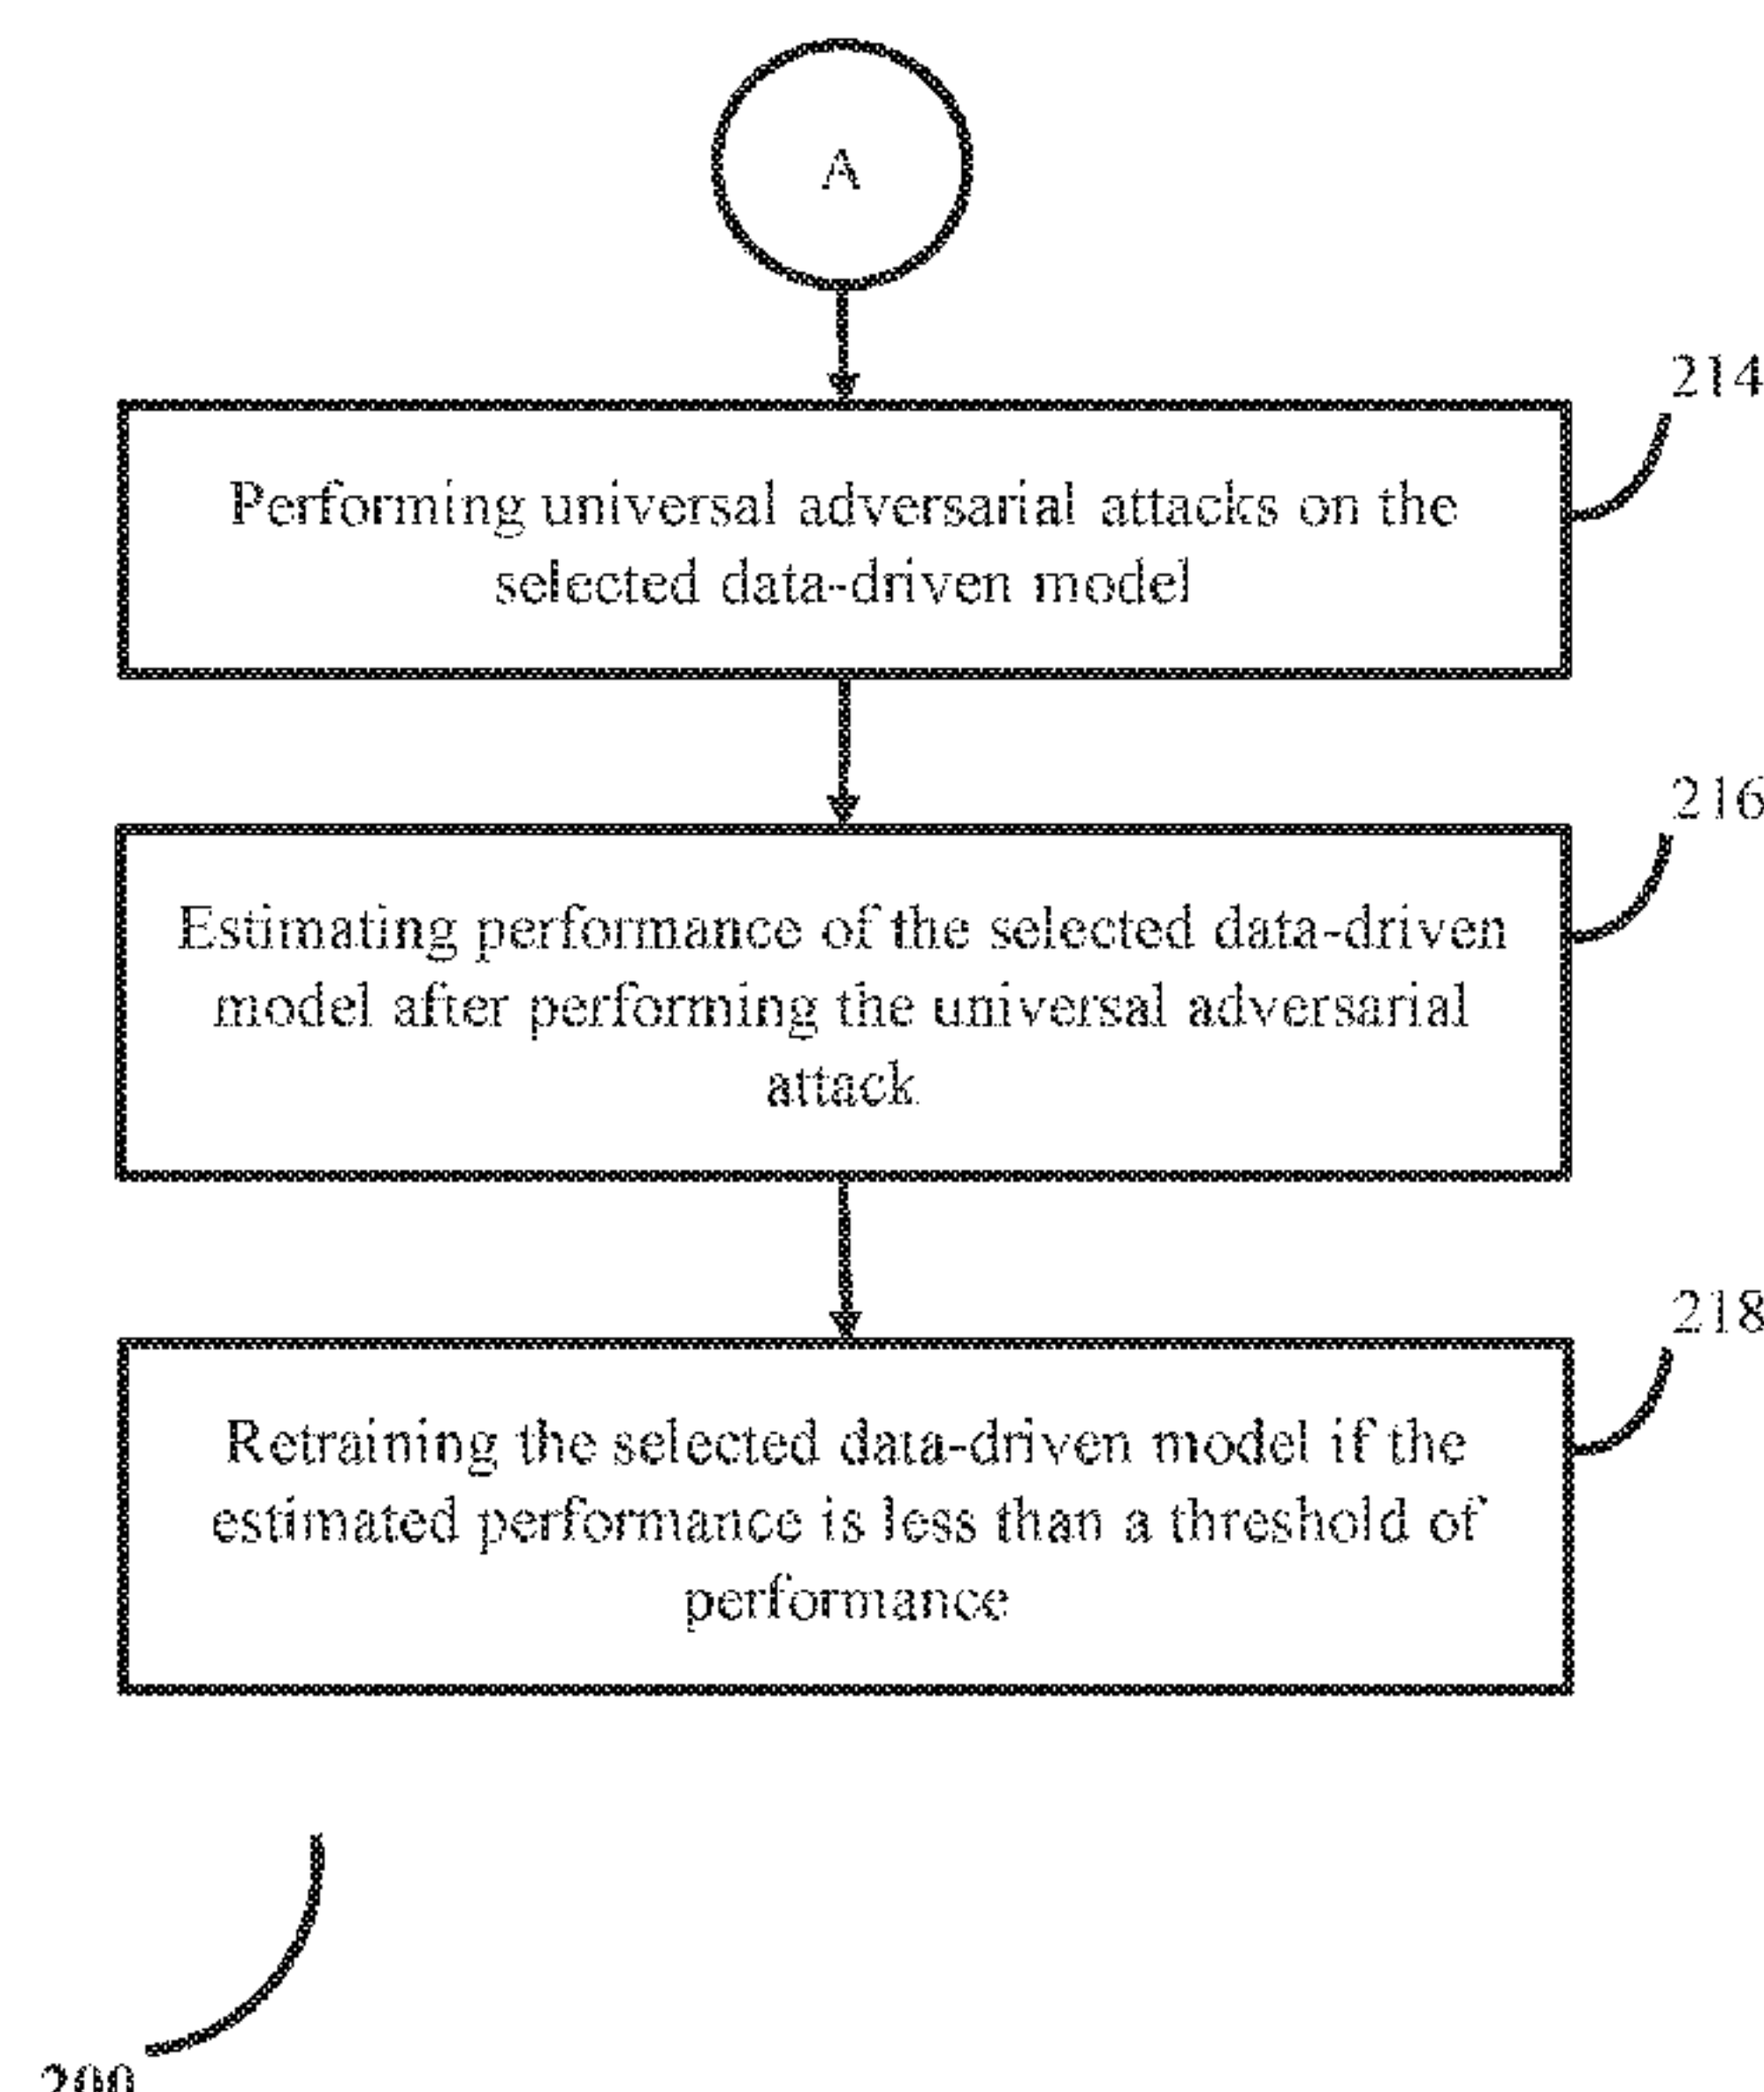 A
214
Performing universal adversarial attacks on the
selected data-driven model
216
Estimating performance of the selected data-driven
model after performing the universal adversarial
attack
218
Retraining the selected data-driven model if the
estimated performance is less than a threshold of
performance
200